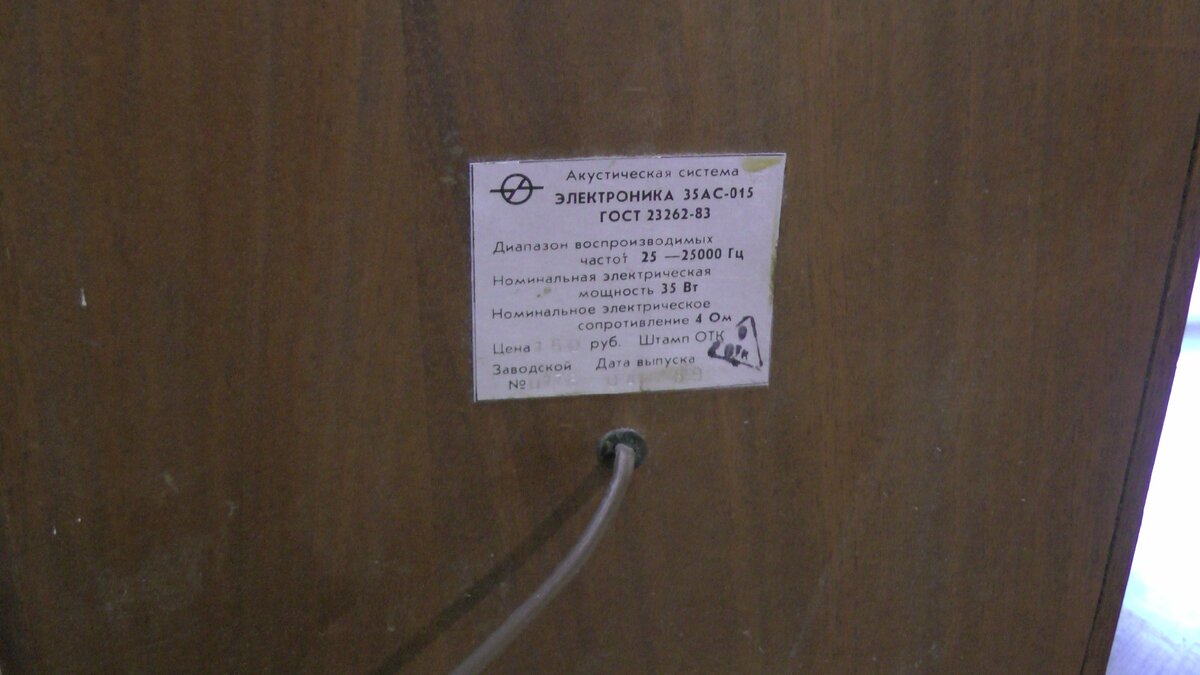 Акустическая система
ЭЛЕКТРОНИКА 35АС-015
ГОСТ 23262-83
Диапазон воспроизводимых
частот 25 — 25000 Гц
Номинальная электрическая
мощность 35 Вт
Номинальное электрическое
сопротивление 4 Ом
Цена руб. Штамп ОТК
ОТК
Заводской Дата выпуска
№